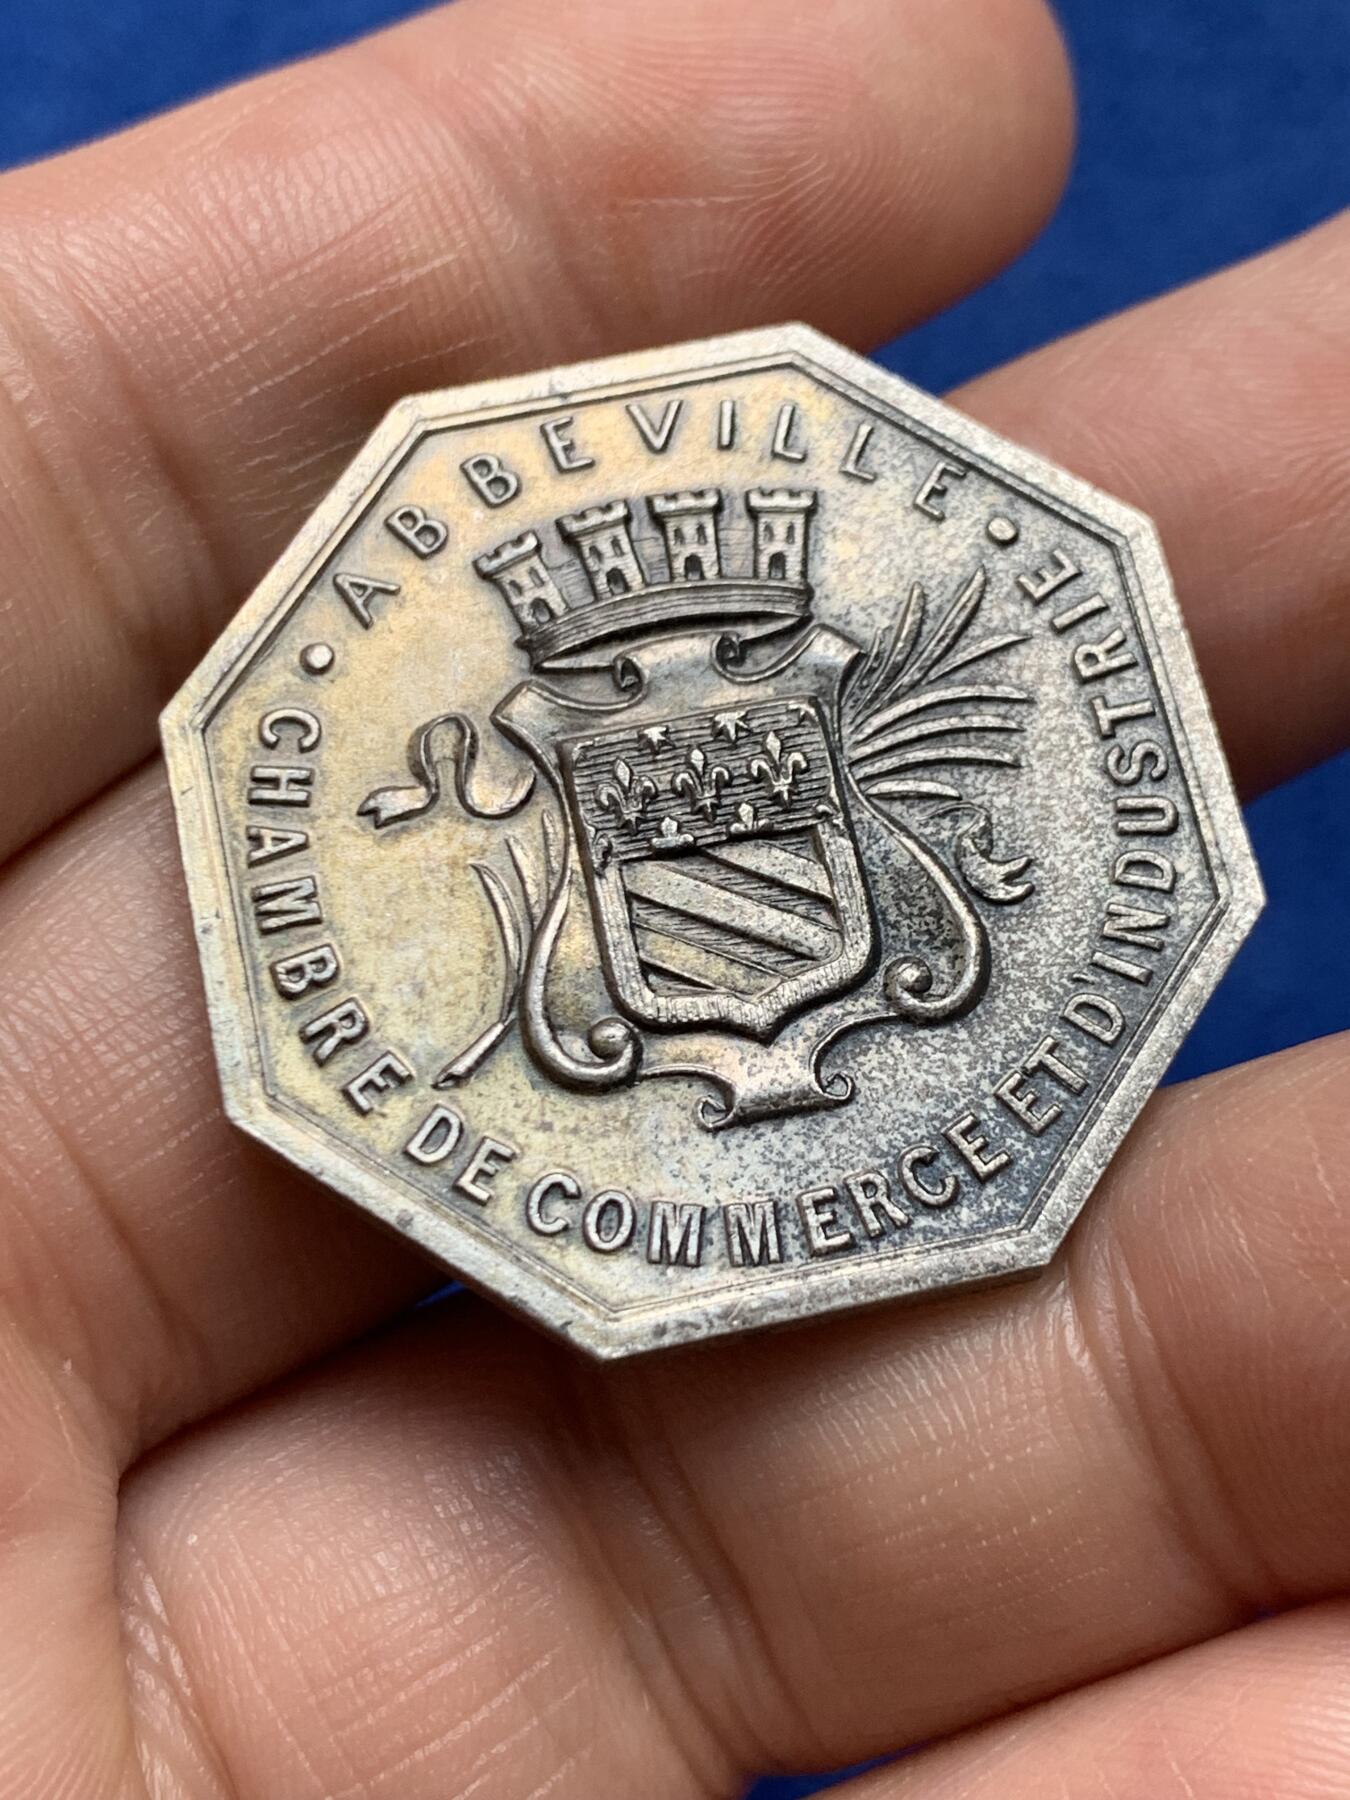 • ABBEVILLE •
CHAMBRE DE COMMERCE ET D'INDUSTRIE